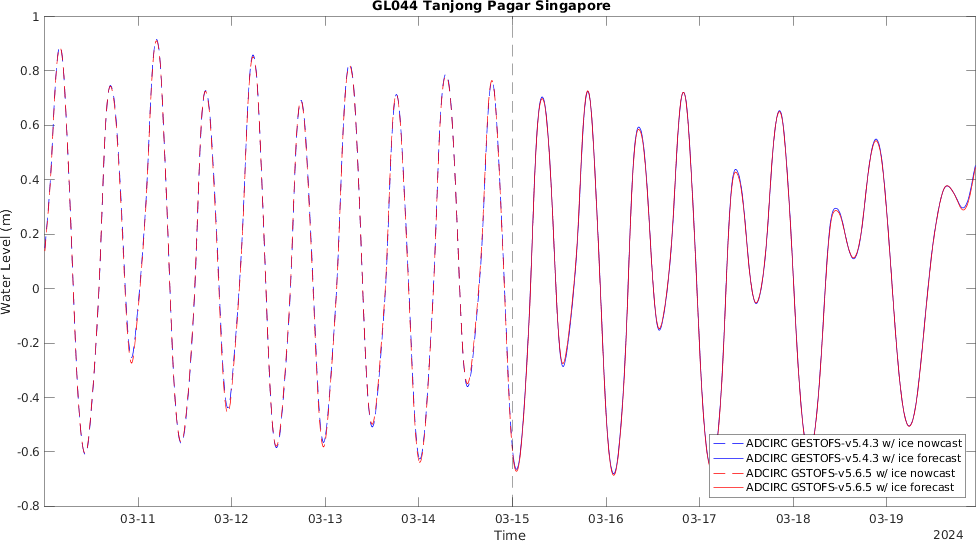 GL044 Tanjong Pagar Singapore
1
0.8
0.6
0.4
0.2
0
-0.2
-0.4
-0.6
-0.8
Water Level (m)
03-11
03-12
03-13
03-14
03-15
03-16
03-17
03-18
03-19
Time
2024
ADCIRC GESTOFS-v5.4.3 w/ ice nowcast
ADCIRC GESTOFS-v5.4.3 w/ ice forecast
ADCIRC GSTOFS-v5.6.5 w/ ice nowcast
ADCIRC GSTOFS-v5.6.5 w/ ice forecast